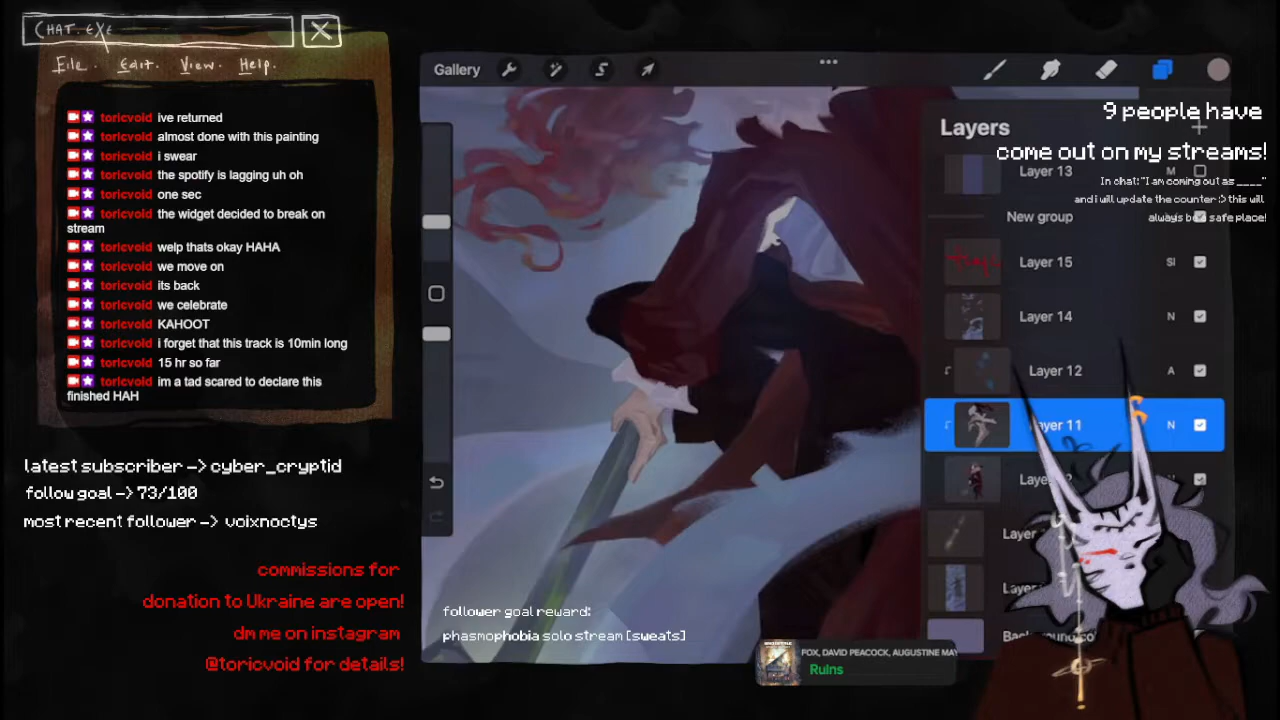 CHAT.EXE
File. Edit. View. Help.
toricvoid ive returned
toricvoid almost done with this painting
toricvoid i swear
toricvoid the spotify is lagging uh oh
toricvoid one sec
toricvoid the widget decided to break on
stream
toricvoid welp thats okay HAHA
toricvoid we move on
toricvoid its back
toricvoid we celebrate
toricvoid KAHOOT
toricvoid i forget that this track is 10min long
toricvoid 15 hr so far
toricvoid im a tad scared to declare this
finished HAH
latest subscriber -> cyber_cryptid
follow goal -> 73/100
most recent follower -> voixnoctys
commissions for
donation to Ukraine are open!
dm me on instagram
@toricvoid for details!
Gallery
Layers
9 people have
come out on my streams!
In chat: "I am coming out as ____"
and i will update the counter :> this will
always be a safe place!
Layer 13 M
New group
Layer 15 Sl
Layer 14 N
Layer 12 A
Layer 11 N
follower goal reward:
phasmophobia solo stream [sweats]
FOX, DAVID PEACOCK, AUGUSTINE MAY
Ruins